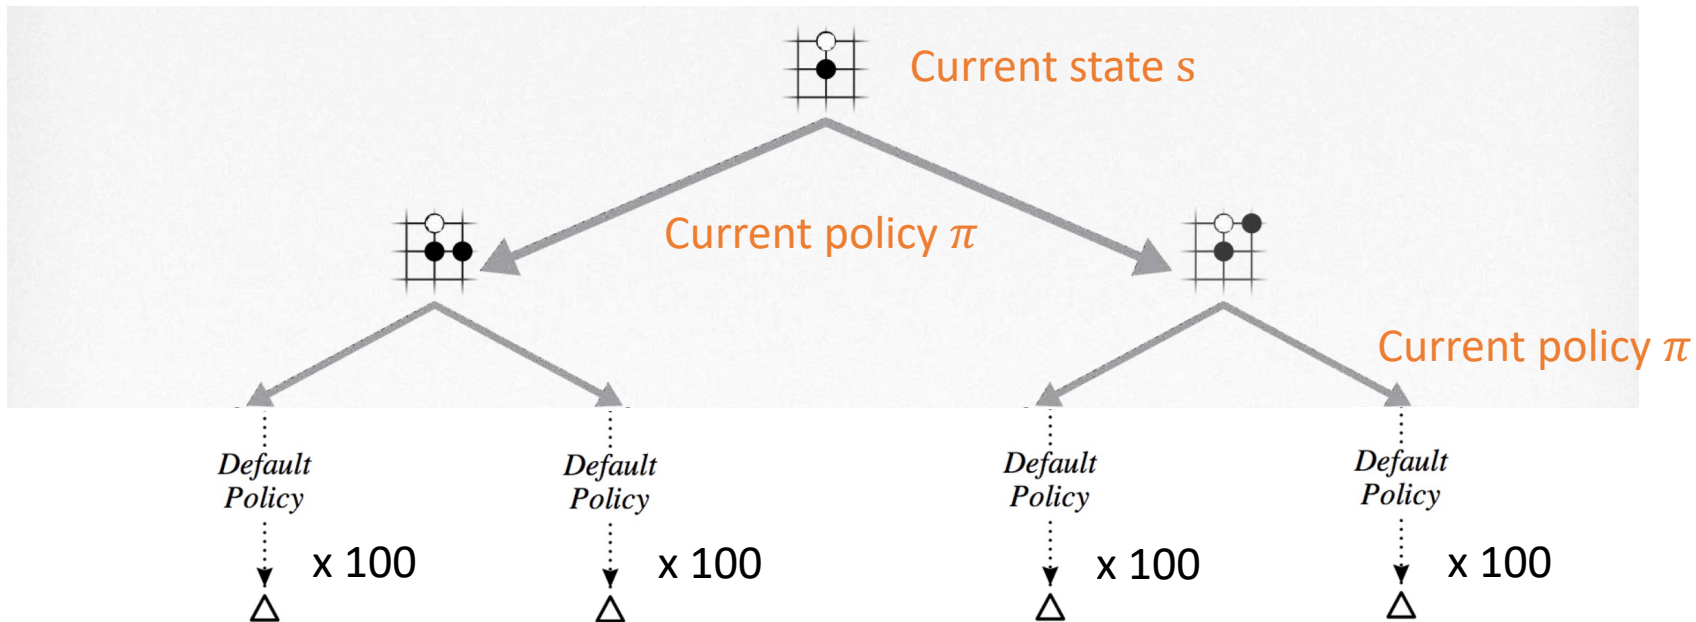 Current state s
Current policy π
Current policy π
Default
Policy
Default
Policy
Default
Policy
Default
Policy
x 100
x 100
x 100
x 100